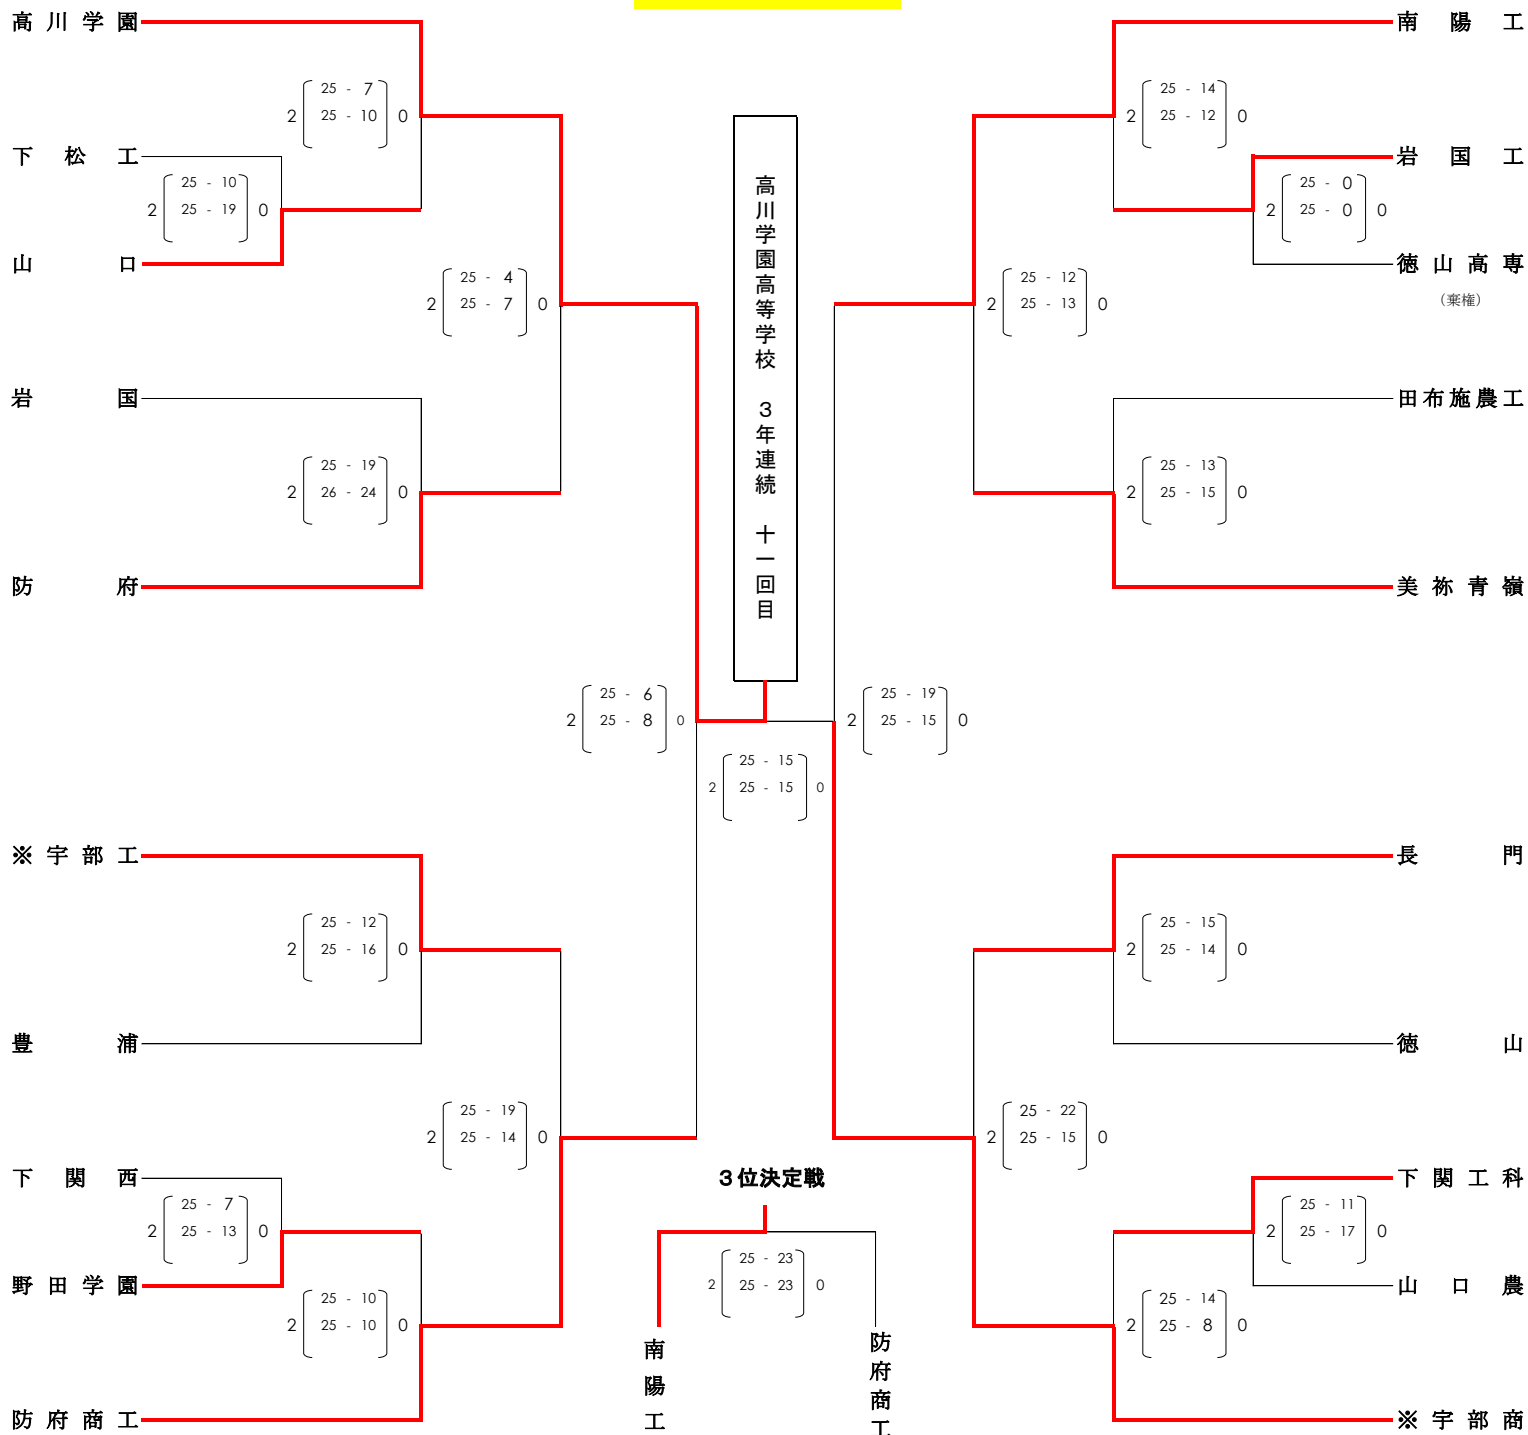 高川学園
25 - 7
2 25 - 10 0
下松工
25 - 10
2 25 - 19 0
山口
25 - 4
2 25 - 7 0
岩国
25 - 19
2 26 - 24 0
防府
25 - 6
2 25 - 8 0
※宇部工
25 - 12
2 25 - 16 0
豊浦
25 - 19
2 25 - 14 0
下関西
25 - 7
2 25 - 13 0
野田学園
25 - 10
2 25 - 10 0
防府商工
高川学園高等学校 3年連続 十一回目
25 - 15
2 25 - 15 0
3位決定戦
25 - 23
2 25 - 23 0
南陽工
防府商工
南陽工
25 - 14
2 25 - 12 0
岩国工
25 - 0
2 25 - 0 0
徳山高専
（棄権）
25 - 12
2 25 - 13 0
田布施農工
25 - 13
2 25 - 15 0
美祢青嶺
25 - 19
2 25 - 15 0
長門
25 - 15
2 25 - 14 0
徳山
25 - 22
2 25 - 15 0
下関工科
25 - 11
2 25 - 17 0
山口農
25 - 14
2 25 - 8 0
※宇部商